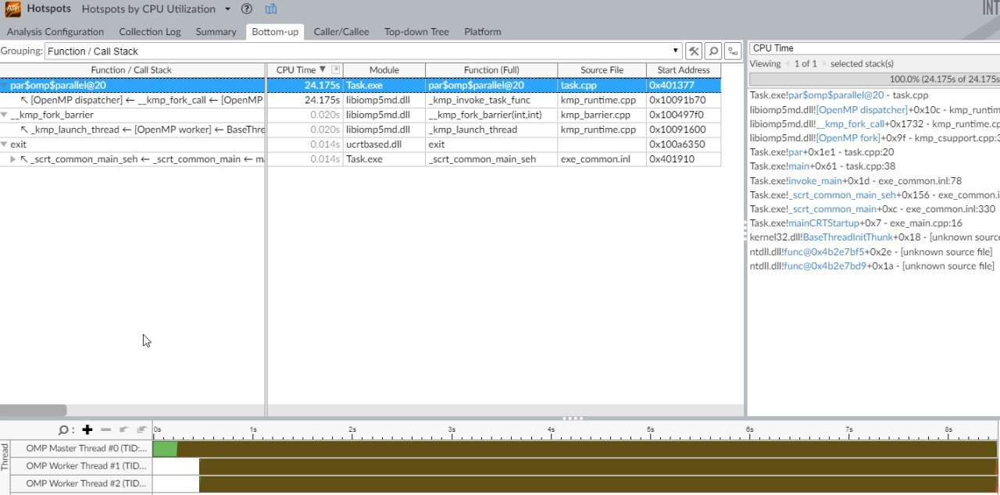 Hotspots Hotspots by CPU Utilization INT
Analysis Configuration Collection Log Summary Bottom-up Caller/Callee Top-down Tree Platform
Grouping: Function / Call Stack
CPU Time
Viewing 1 of 1 selected stack(s)
Function / Call Stack CPU Time Module Function (Full) Source File Start Address
100.0% (24.175s of 24.175s
par$omp$parallel@20 24.175s Task.exe par$omp$parallel@20 task.cpp 0x401377
[OpenMP dispatcher] ← __kmp_fork_call ← [OpenMP 24.175s libiomp5md.dll _kmp_invoke_task_func kmp_runtime.cpp 0x10091b70
__kmp_fork_barrier 0.020s libiomp5md.dll __kmp_fork_barrier(int,int) kmp_barrier.cpp 0x100497f0
_kmp_launch_thread ← [OpenMP worker] ← BaseThre 0.020s libiomp5md.dll _kmp_launch_thread kmp_runtime.cpp 0x10091600
exit 0.014s ucrtbased.dll exit 0x100a6350
_scrt_common_main_seh ← _scrt_common_main ← m 0.014s Task.exe _scrt_common_main_seh exe_common.inl 0x401910
Task.exe!par$omp$parallel@20 - task.cpp
libiomp5md.dll![OpenMP dispatcher]+0x10c - kmp_runtim
libiomp5md.dll!__kmp_fork_call+0x1732 - kmp_runtime.cp
libiomp5md.dll![OpenMP fork]+0x9f - kmp_csupport.cpp:3
Task.exe!par+0x1e1 - task.cpp:20
Task.exe!main+0x61 - task.cpp:38
Task.exe!invoke_main+0x1d - exe_common.inl:78
Task.exe!_scrt_common_main_seh+0x156 - exe_common.i
Task.exe!_scrt_common_main+0xc - exe_common.inl:330
Task.exe!mainCRTStartup+0x7 - exe_main.cpp:16
kernel32.dll!BaseThreadInitThunk+0x18 - [unknown source
ntdll.dll!func@0x4b2e7bf5+0x2e - [unknown source file]
ntdll.dll!func@0x4b2e7bd9+0x1a - [unknown source file]
0s 1s 2s 3s 4s 5s 6s 7s 8s
Thread
OMP Master Thread #0 (TID:...
OMP Worker Thread #1 (TID...
OMP Worker Thread #2 (TID...